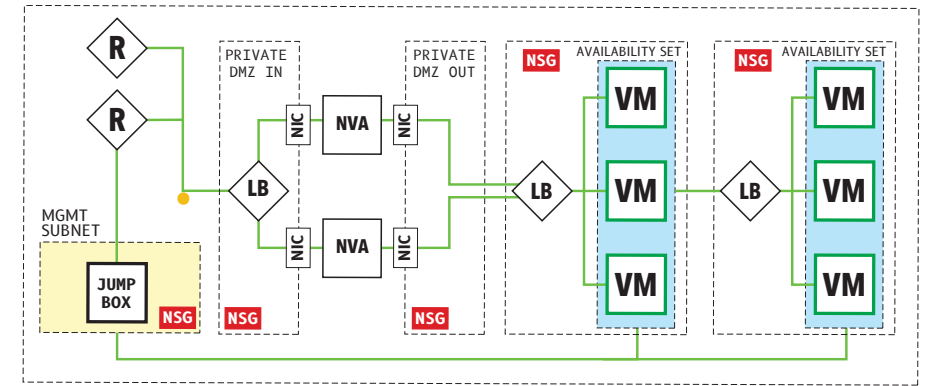 R
R
MGMT
SUBNET
JUMP
BOX
NSG
PRIVATE
DMZ IN
LB
NSG
NIC
NIC
NVA
NVA
PRIVATE
DMZ OUT
NIC
NIC
NSG
NSG
AVAILABILITY SET
LB
VM
VM
VM
NSG
AVAILABILITY SET
LB
VM
VM
VM